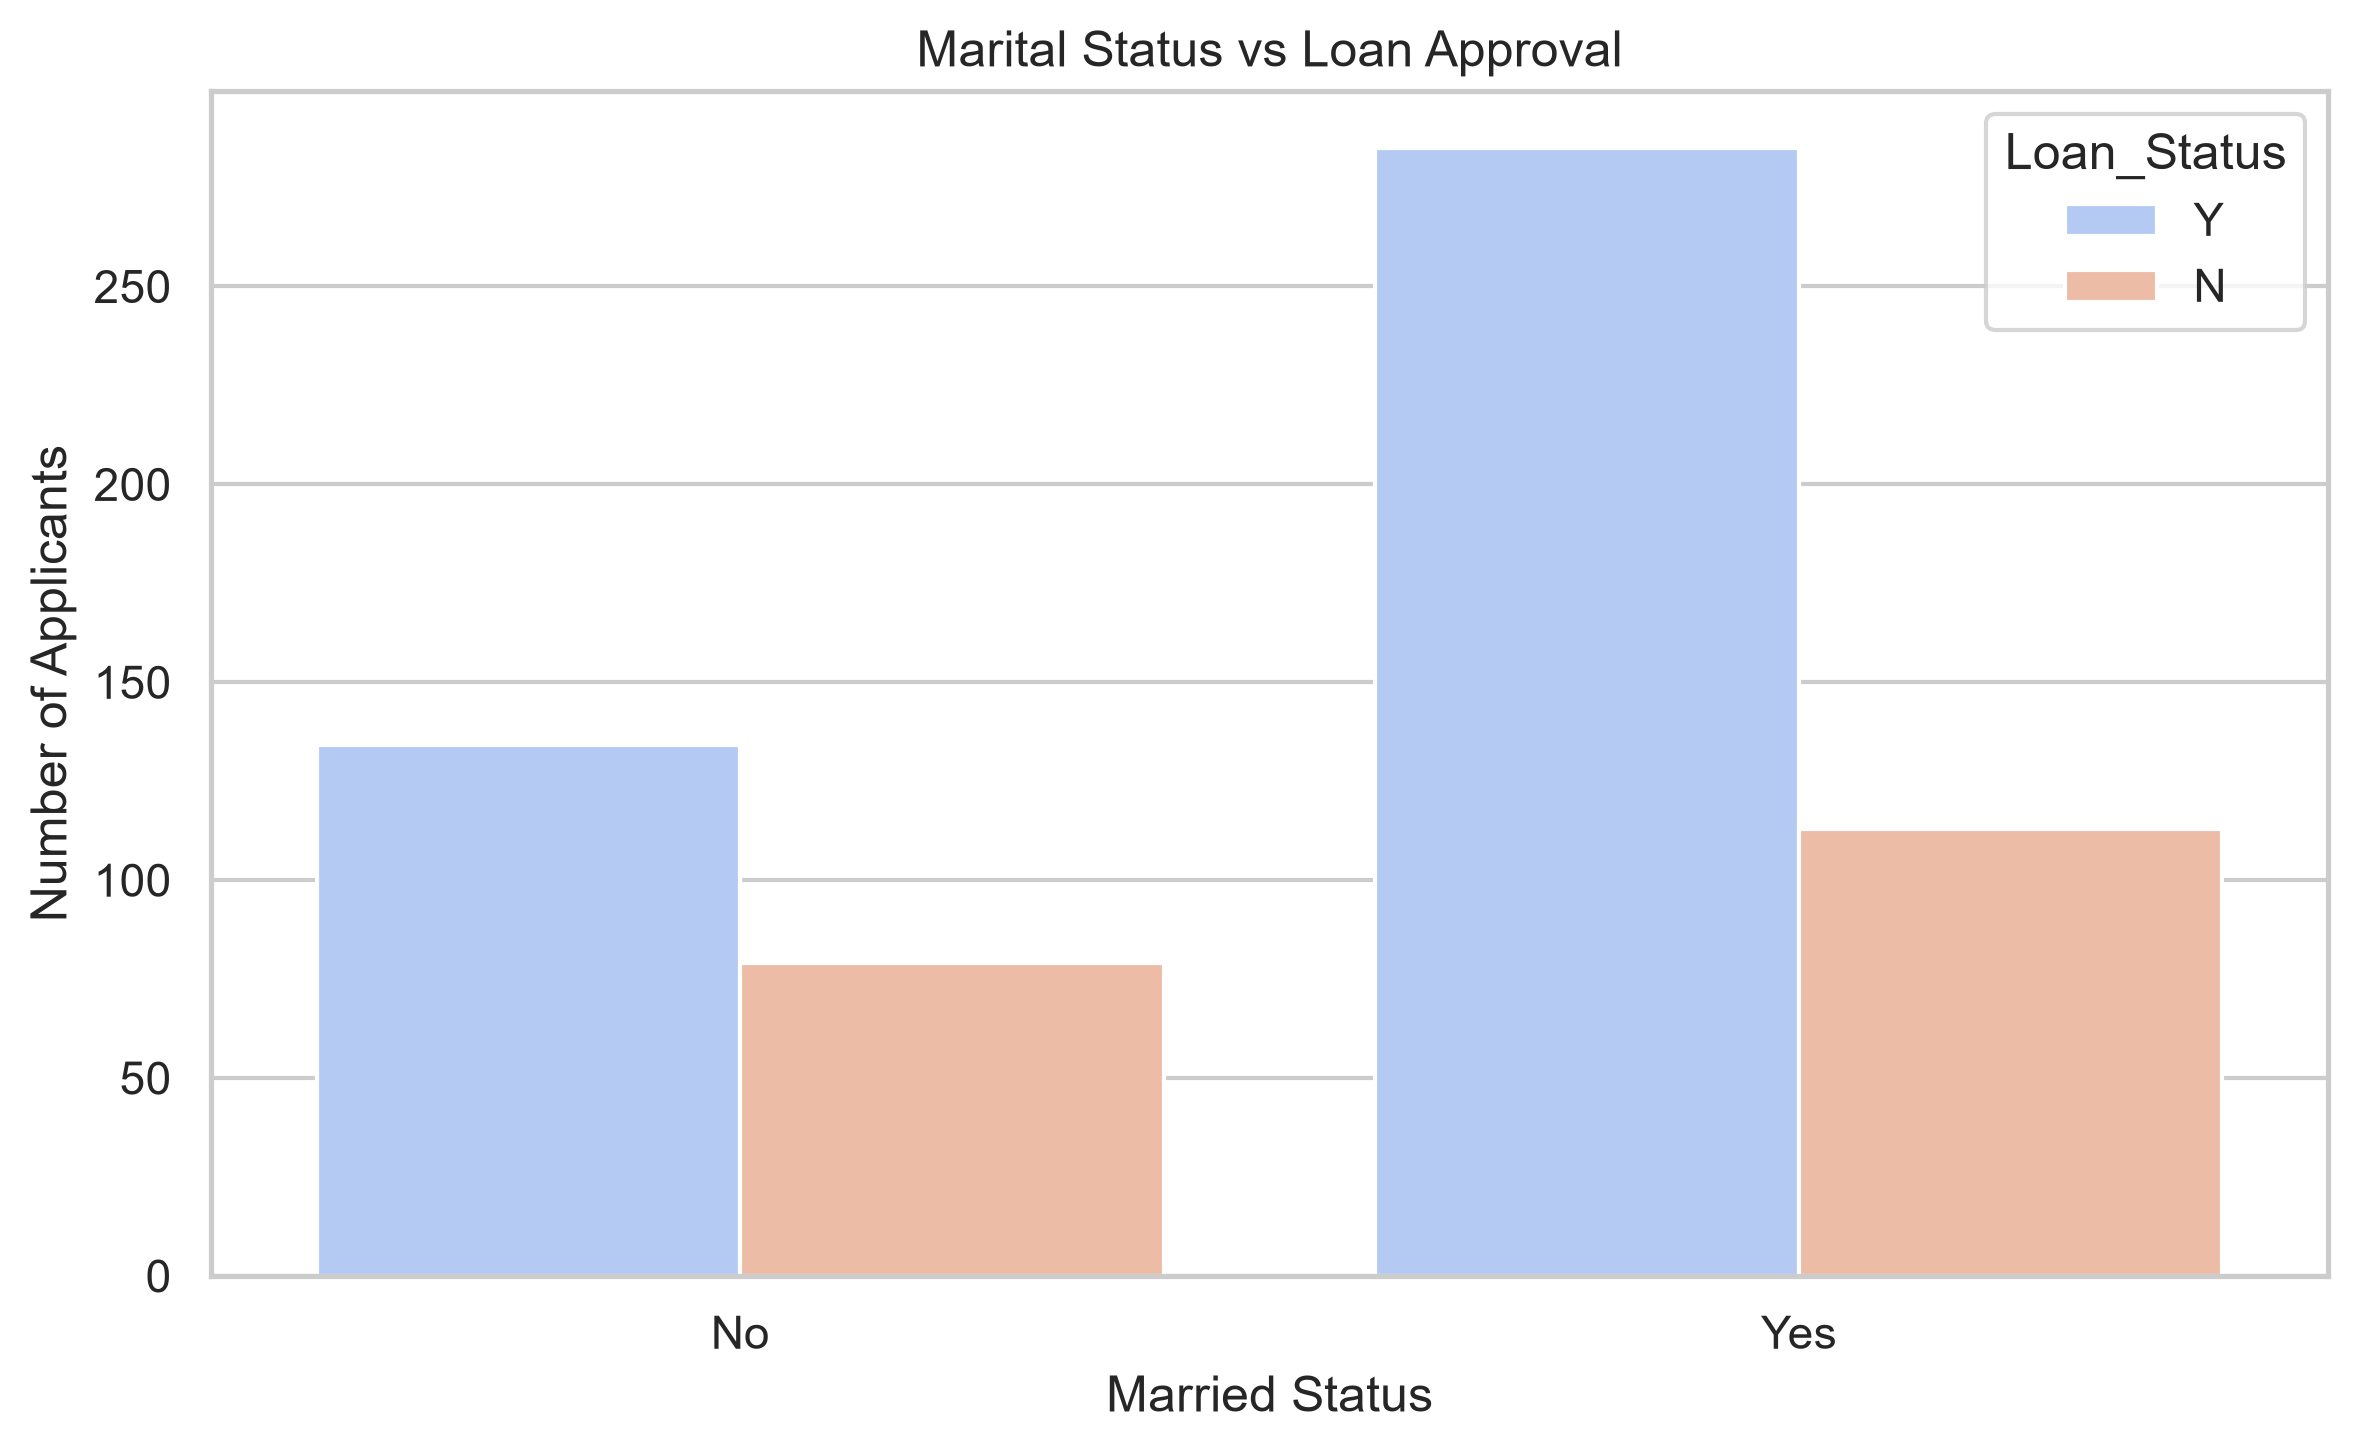 Marital Status vs Loan Approval
Loan_Status
Y
N
250
200
150
100
50
0
Number of Applicants
No
Yes
Married Status